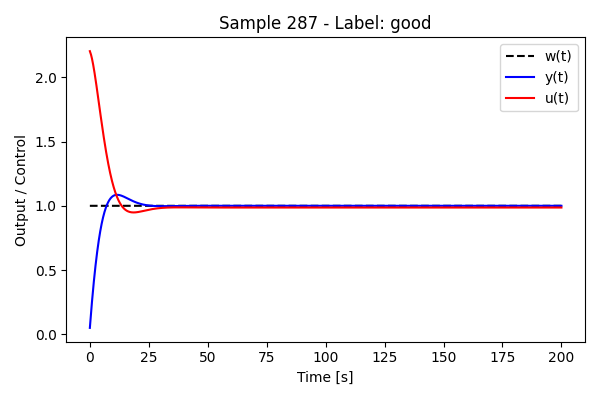 Sample 287 - Label: good
w(t)
y(t)
u(t)
Output / Control
2.0
1.5
1.0
0.5
0.0
0 25 50 75 100 125 150 175 200
Time [s]